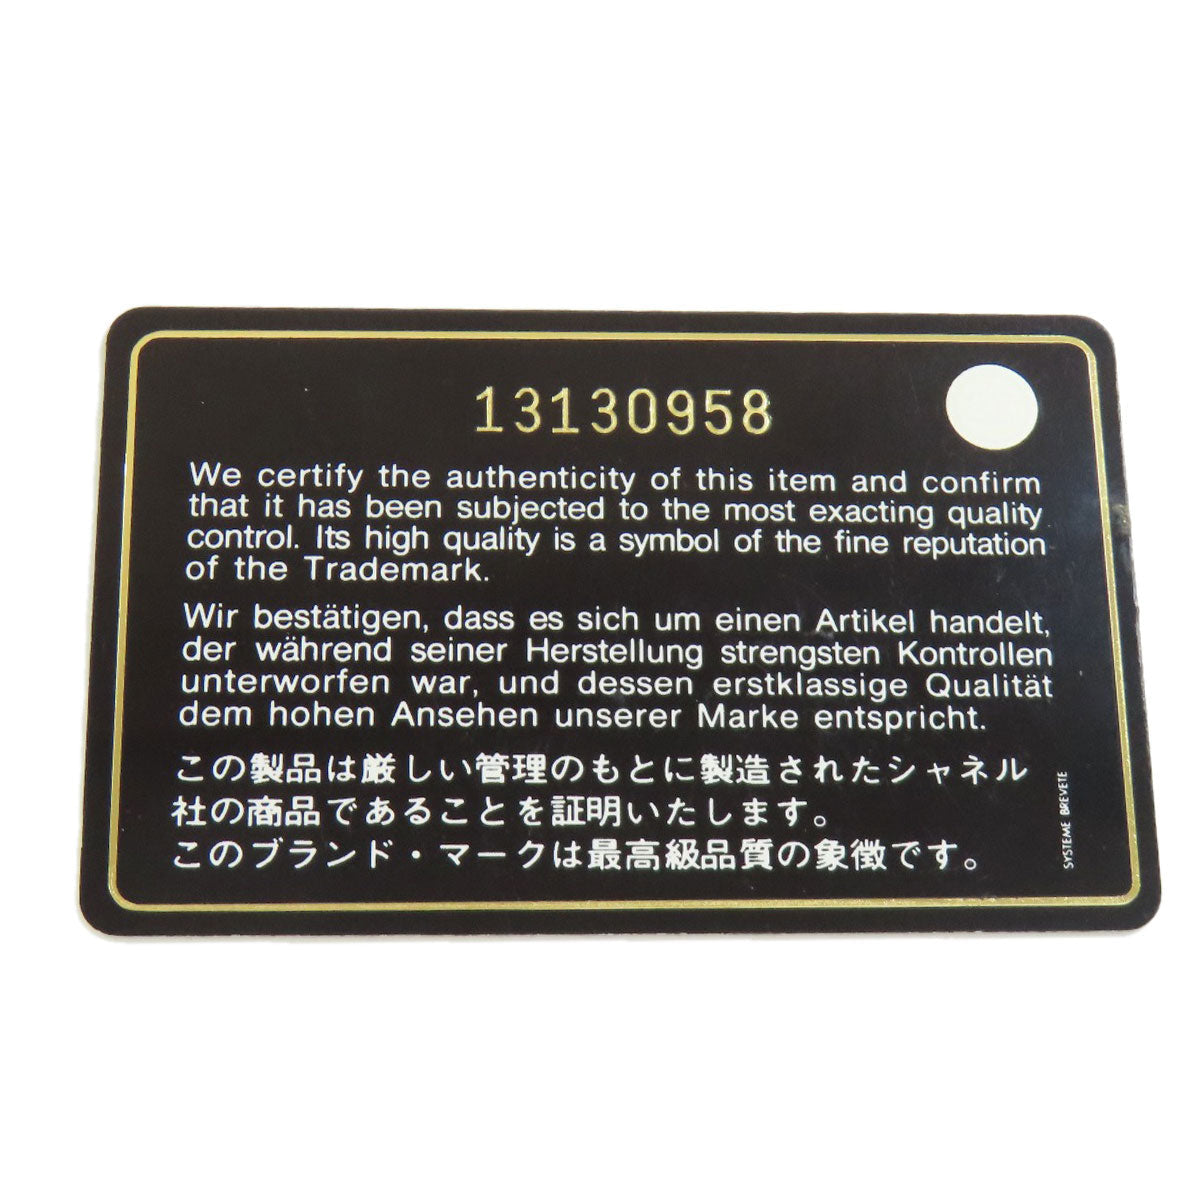 13130958
We certify the authenticity of this item and confirm
that it has been subjected to the most exacting quality
control. Its high quality is a symbol of the fine reputation
of the Trademark.
Wir bestätigen, dass es sich um einen Artikel handelt,
der während seiner Herstellung strengsten Kontrollen
unterworfen war, und dessen erstklassige Qualität
dem hohen Ansehen unserer Marke entspricht.
この製品は厳しい管理のもとに製造されたシャネル
社の商品であることを証明いたします。
このブランド・マークは最高級品質の象徴です。
SYSTEME BREVETE